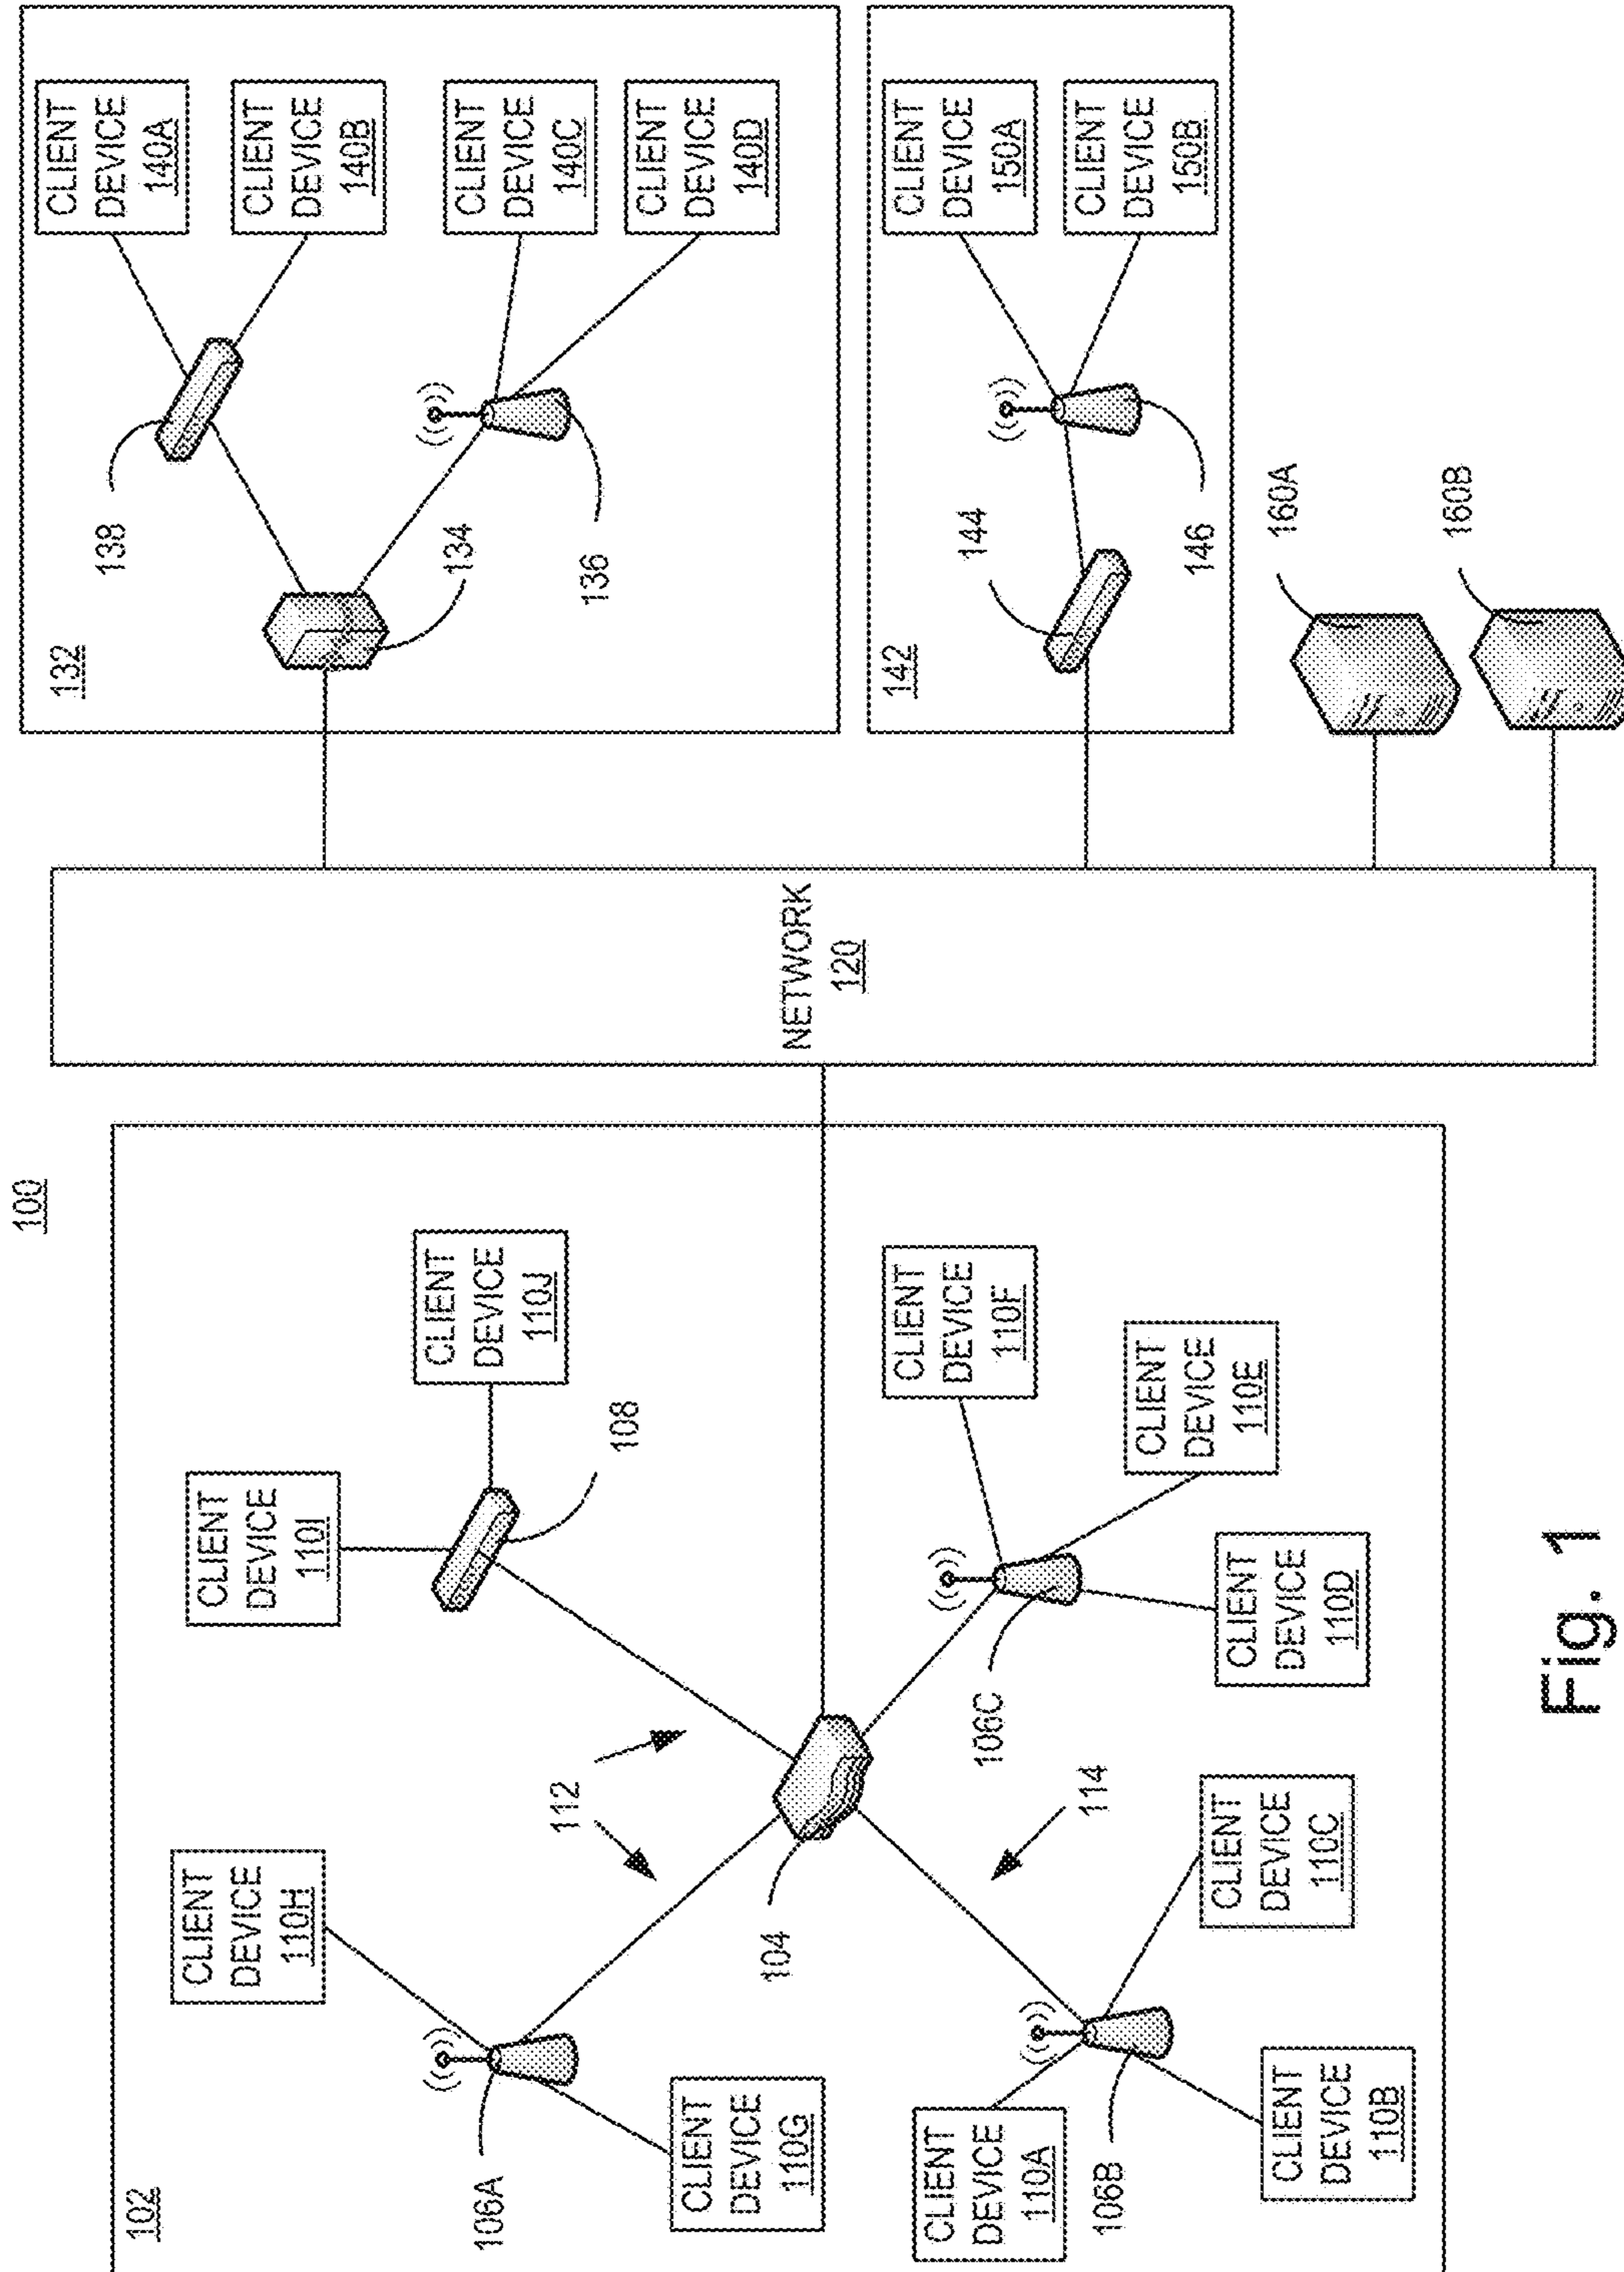 100
102
CLIENT
DEVICE
110H
CLIENT
DEVICE
110I
CLIENT
DEVICE
110J
106A
112
108
CLIENT
DEVICE
110G
104
CLIENT
DEVICE
110A
106B
114
106C
CLIENT
DEVICE
110F
CLIENT
DEVICE
110E
CLIENT
DEVICE
110B
CLIENT
DEVICE
110C
CLIENT
DEVICE
110D
NETWORK
120
132
138
134
136
CLIENT
DEVICE
140A
CLIENT
DEVICE
140B
CLIENT
DEVICE
140C
CLIENT
DEVICE
140D
142
144
146
CLIENT
DEVICE
150A
CLIENT
DEVICE
150B
160A
160B
Fig. 1